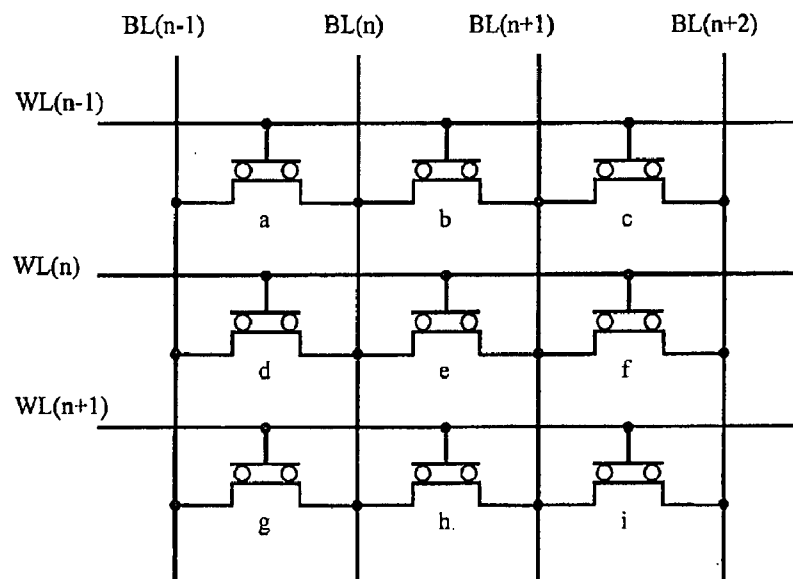 BL(n-1) BL(n) BL(n+1) BL(n+2)
WL(n-1)
a b c
WL(n)
d e f
WL(n+1)
g h. i